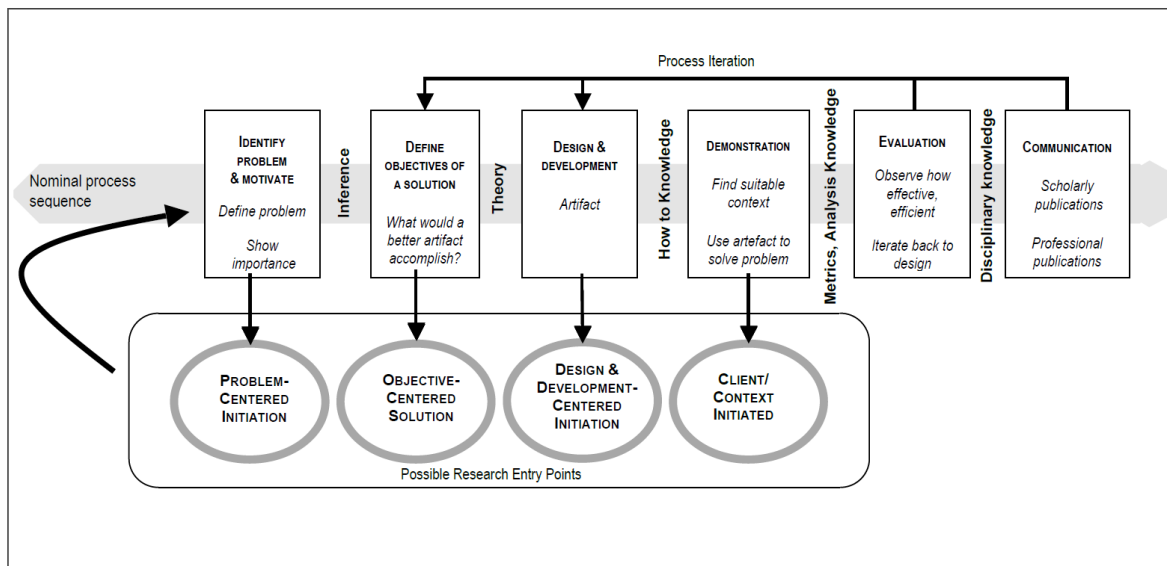 Process Iteration
Nominal process
sequence
IDENTIFY
PROBLEM
& MOTIVATE
Define problem
Show
importance
Inference
DEFINE
OBJECTIVES OF
A SOLUTION
What would a
better artifact
accomplish?
Theory
DESIGN &
DEVELOPMENT
Artifact
How to Knowledge
DEMONSTRATION
Find suitable
context
Use artefact to
solve problem
Metrics, Analysis Knowledge
EVALUATION
Observe how
effective,
efficient
Iterate back to
design
Disciplinary knowledge
COMMUNICATION
Scholarly
publications
Professional
publications
PROBLEM-
CENTERED
INITIATION
OBJECTIVE-
CENTERED
SOLUTION
DESIGN &
DEVELOPMENT-
CENTERED
INITIATION
CLIENT/
CONTEXT
INITIATED
Possible Research Entry Points